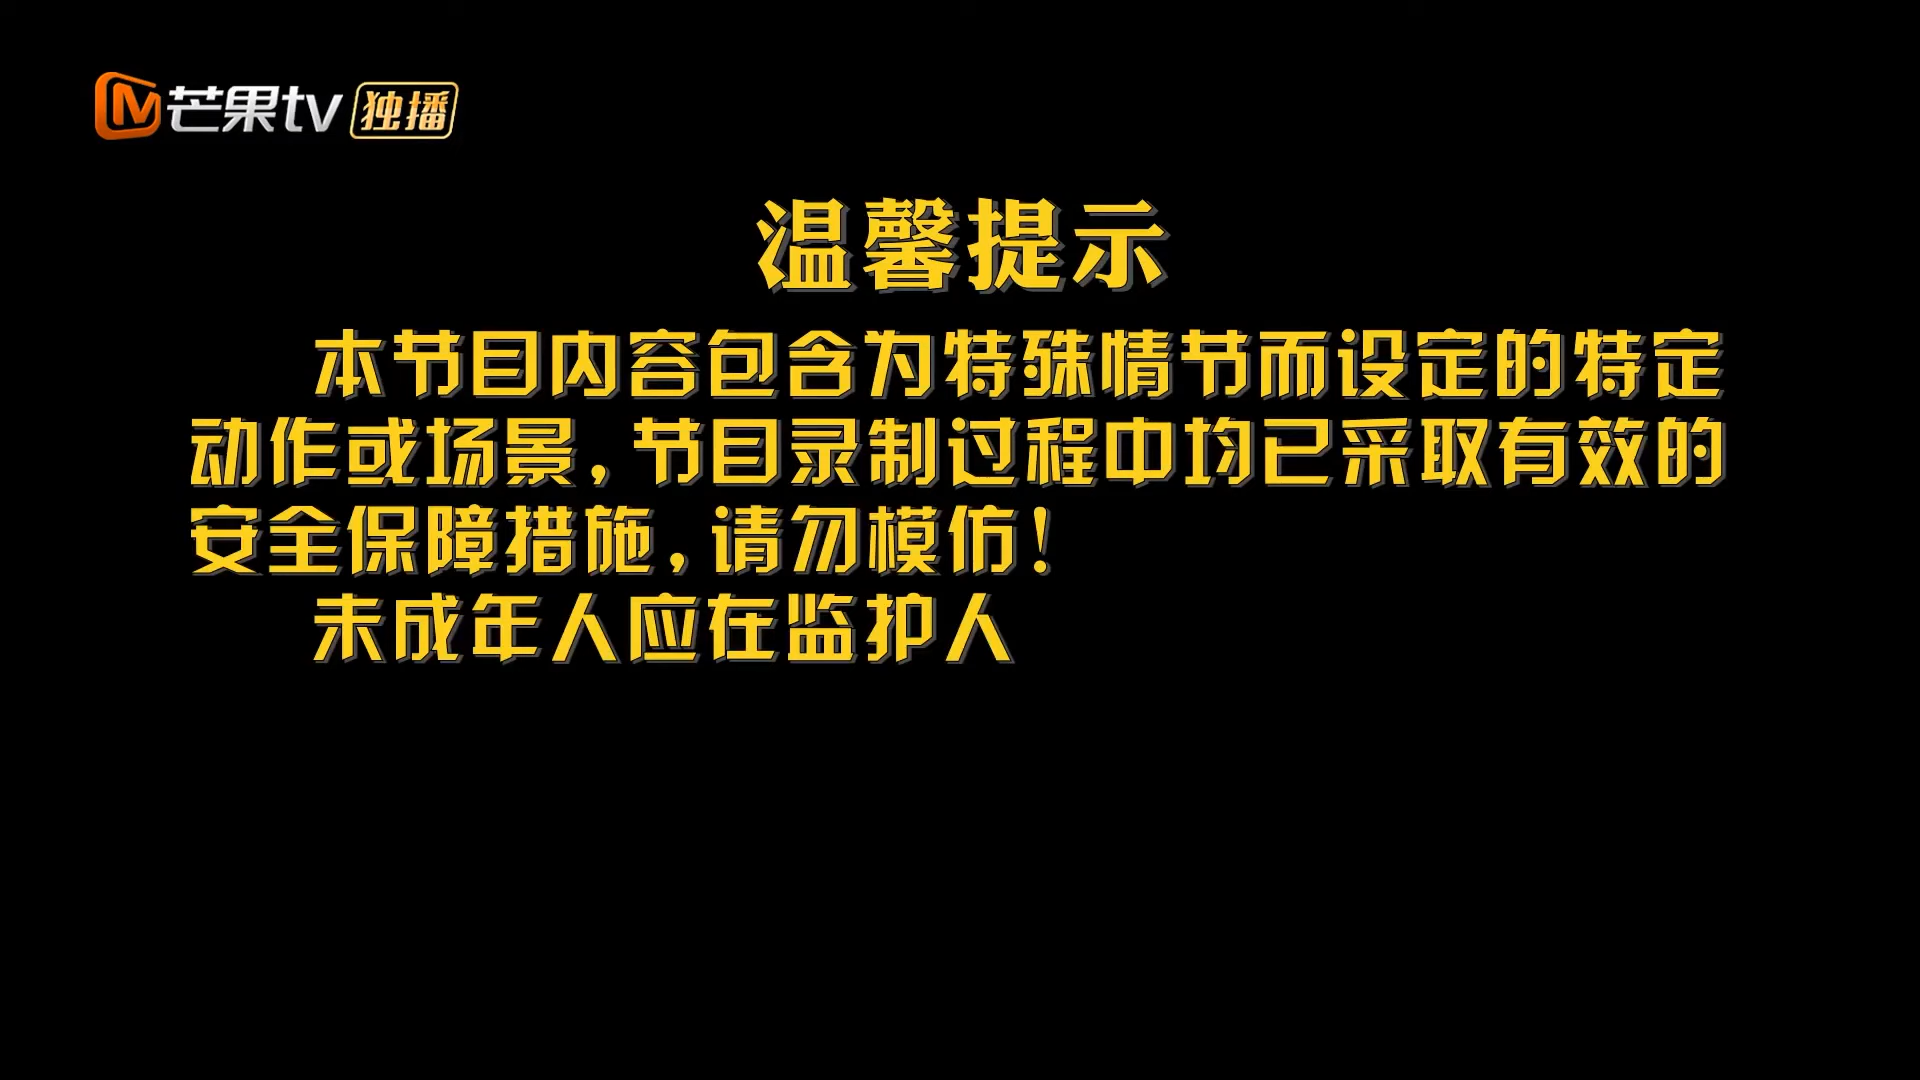 芒果tv 独播
温馨提示
本节目内容包含为特殊情节而设定的特定
动作或场景,节目录制过程中均已采取有效的
安全保障措施,请勿模仿!
未成年人应在监护人